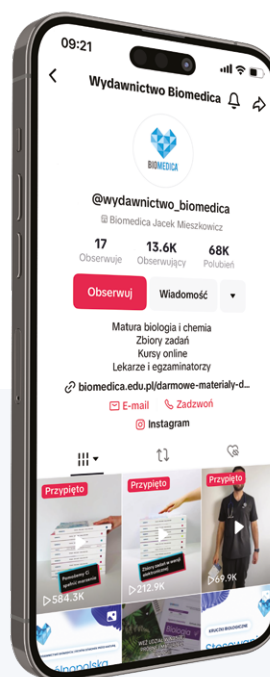 09:21
Wydawnictwo Biomedica
BIOMEDICA
@wydawnictwo_biomedica
Biomedica Jacek Mieszkowicz
17 13.6K 68K
Obserwuje Obserwujący Polubień
Obserwuj Wiadomość
Matura biologia i chemia
Zbiory zadań
Kursy online
Lekarze i egzaminatorzy
biomedica.edu.pl/darmowe-materialy-d...
E-mail Zadzwoń
Instagram
Przypięto Przypięto Przypięto
584.3K 212.9K 69.9K
Biologia